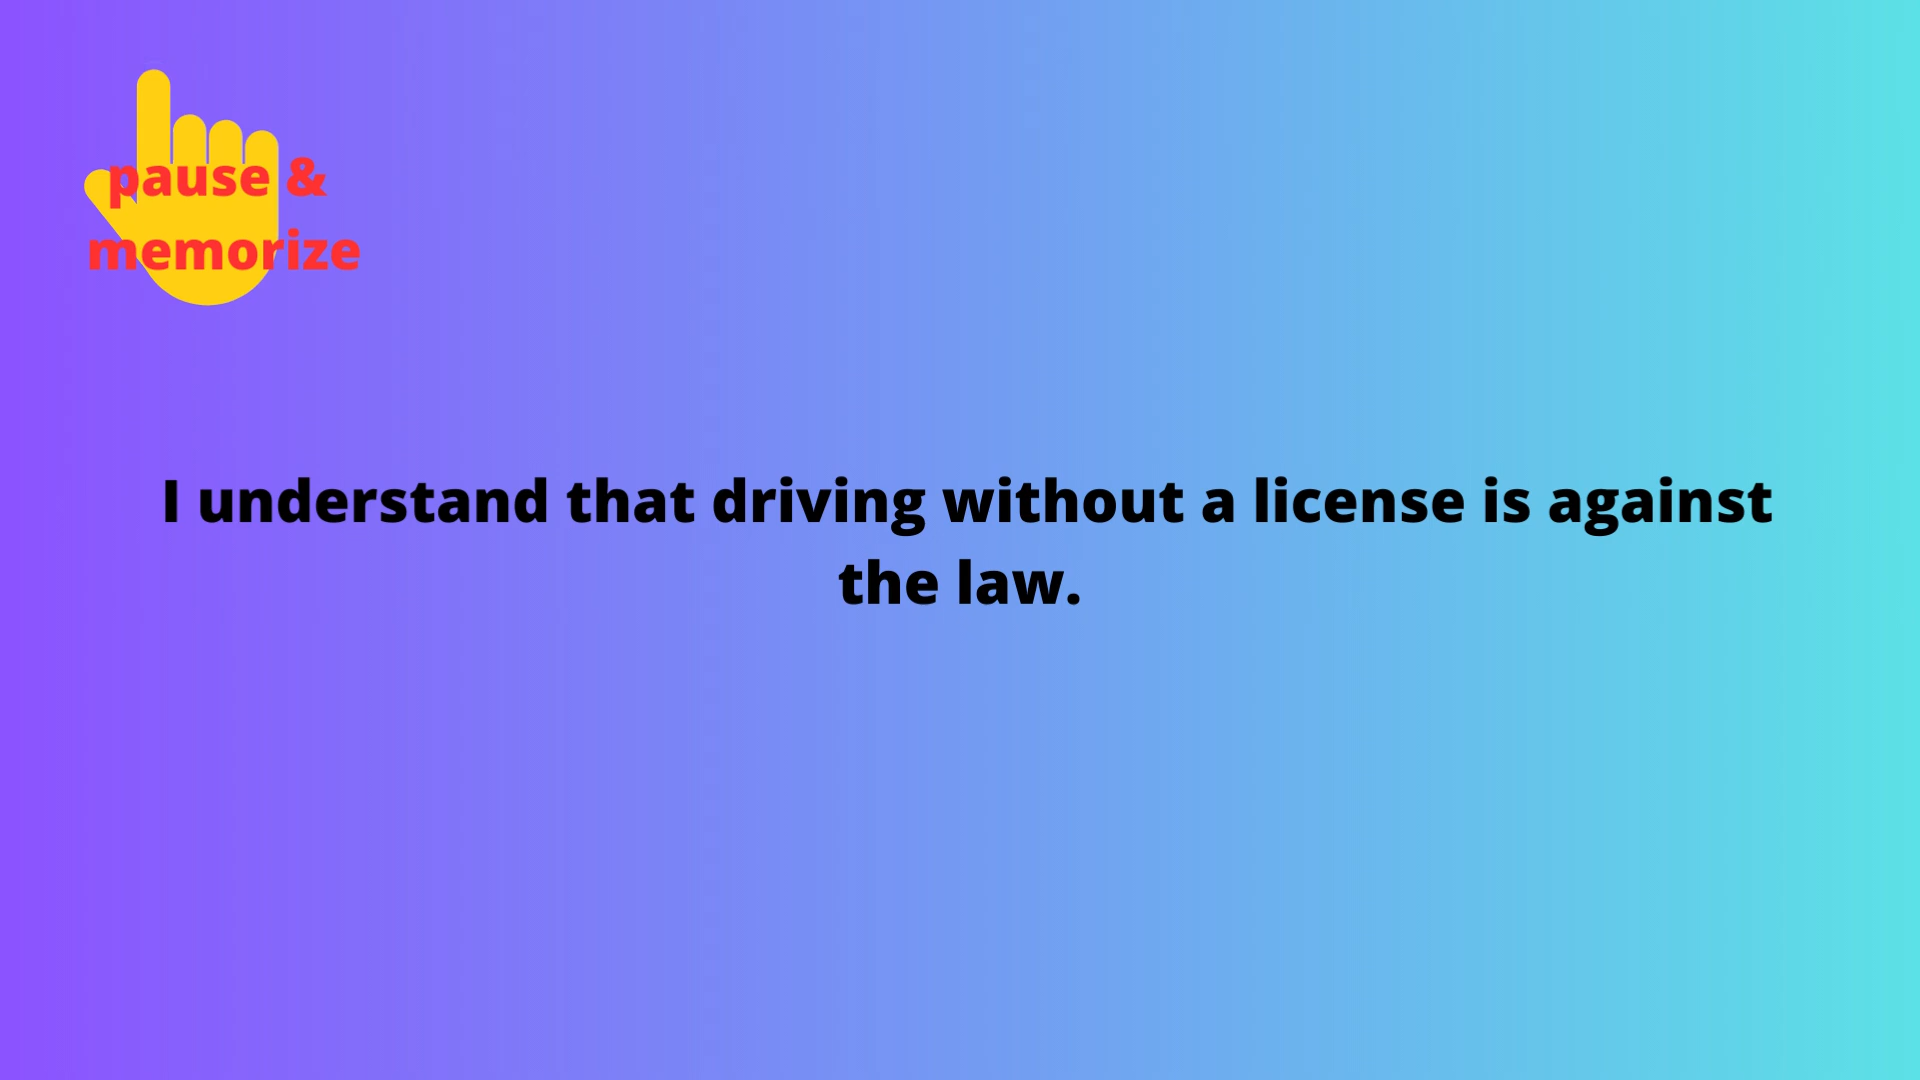 pause &
memorize
I understand that driving without a license is against
the law.